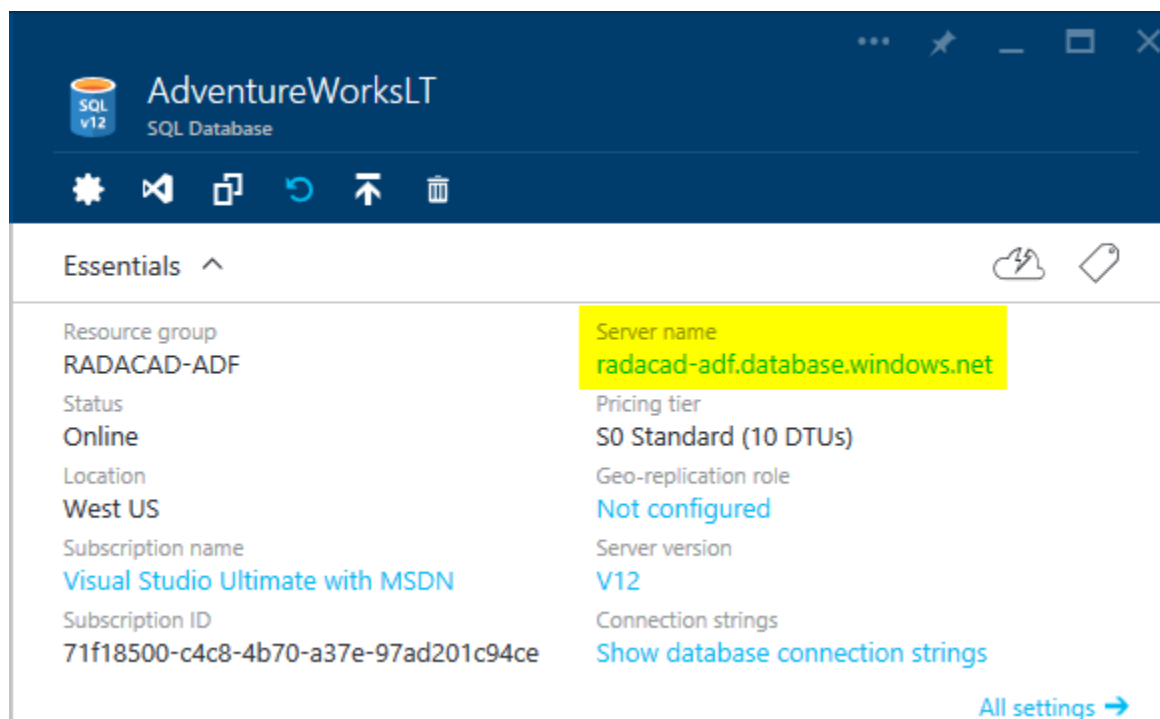 SQL
v12
AdventureWorksLT
SQL Database
Essentials
Resource group
RADACAD-ADF
Status
Online
Location
West US
Subscription name
Visual Studio Ultimate with MSDN
Subscription ID
71f18500-c4c8-4b70-a37e-97ad201c94ce
Server name
radacad-adf.database.windows.net
Pricing tier
S0 Standard (10 DTUs)
Geo-replication role
Not configured
Server version
V12
Connection strings
Show database connection strings
All settings